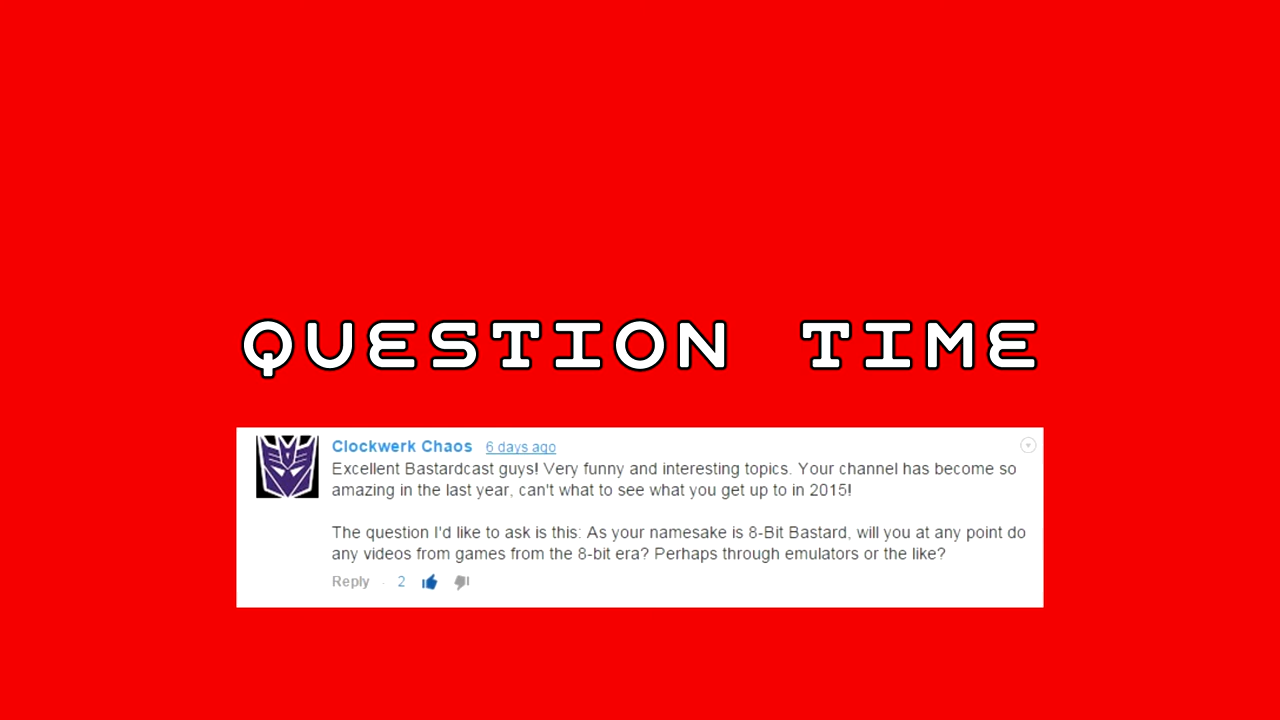 QUESTION TIME
Clockwerk Chaos 6 days ago
Excellent Bastardcast guys! Very funny and interesting topics. Your channel has become so
amazing in the last year, can't what to see what you get up to in 2015!
The question I'd like to ask is this: As your namesake is 8-Bit Bastard, will you at any point do
any videos from games from the 8-bit era? Perhaps through emulators or the like?
Reply · 2